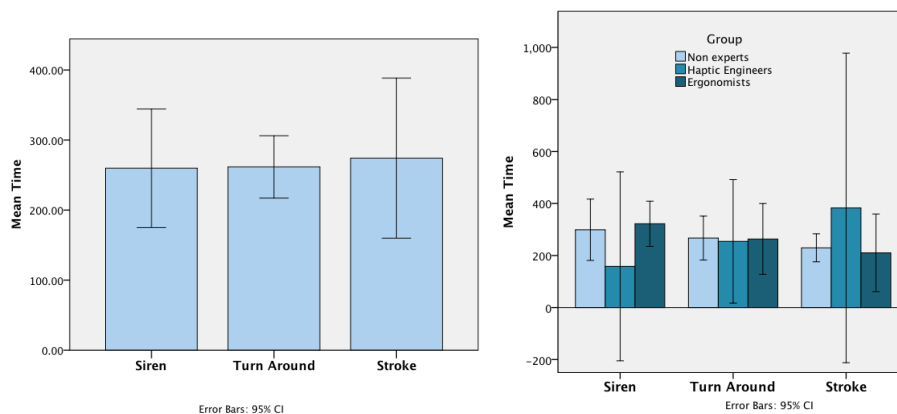 400.00
300.00
200.00
100.00
0.00
Mean Time
Siren
Turn Around
Stroke
Error Bars: 95% CI
Group
Non experts
Haptic Engineers
Ergonomists
1,000
800
600
400
200
0
-200
Mean Time
Siren
Turn Around
Stroke
Error Bars: 95% CI